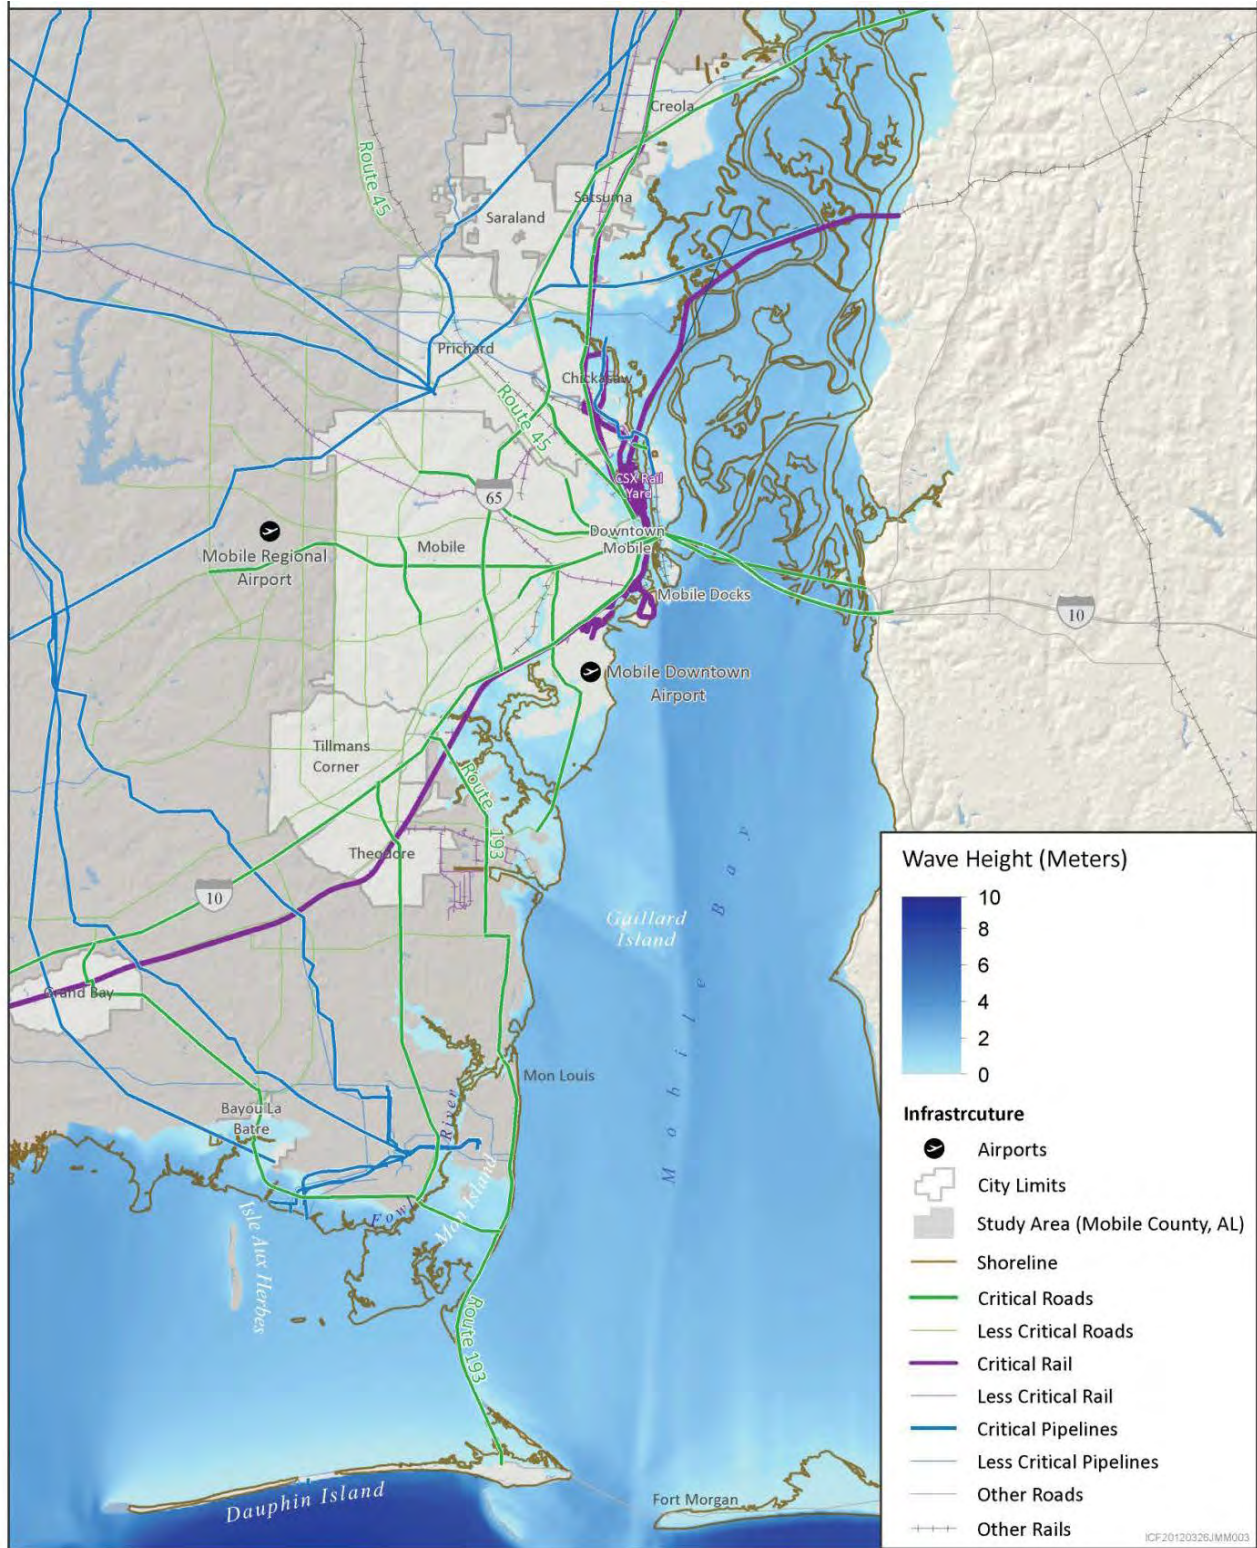 Creola
Route 45
Satsuma
Saraland
Prichard
Chickasaw
Route 45
CSX Rail
Yard
65
Downtown
Mobile
Mobile
Mobile Regional
Airport
Mobile Docks
10
Mobile Downtown
Airport
Tillmans
Corner
Route 193
Theodore
10
Gaillard
Island
Mobile Bay
Grand Bay
Mon Louis
Bayou La
Batre
Fowl River
Mon Island
Isle Aux Herbes
Route 193
Dauphin Island
Fort Morgan
Wave Height (Meters)
10
8
6
4
2
0
Infrastrcuture
Airports
City Limits
Study Area (Mobile County, AL)
Shoreline
Critical Roads
Less Critical Roads
Critical Rail
Less Critical Rail
Critical Pipelines
Less Critical Pipelines
Other Roads
Other Rails
ICF20120326JMM003